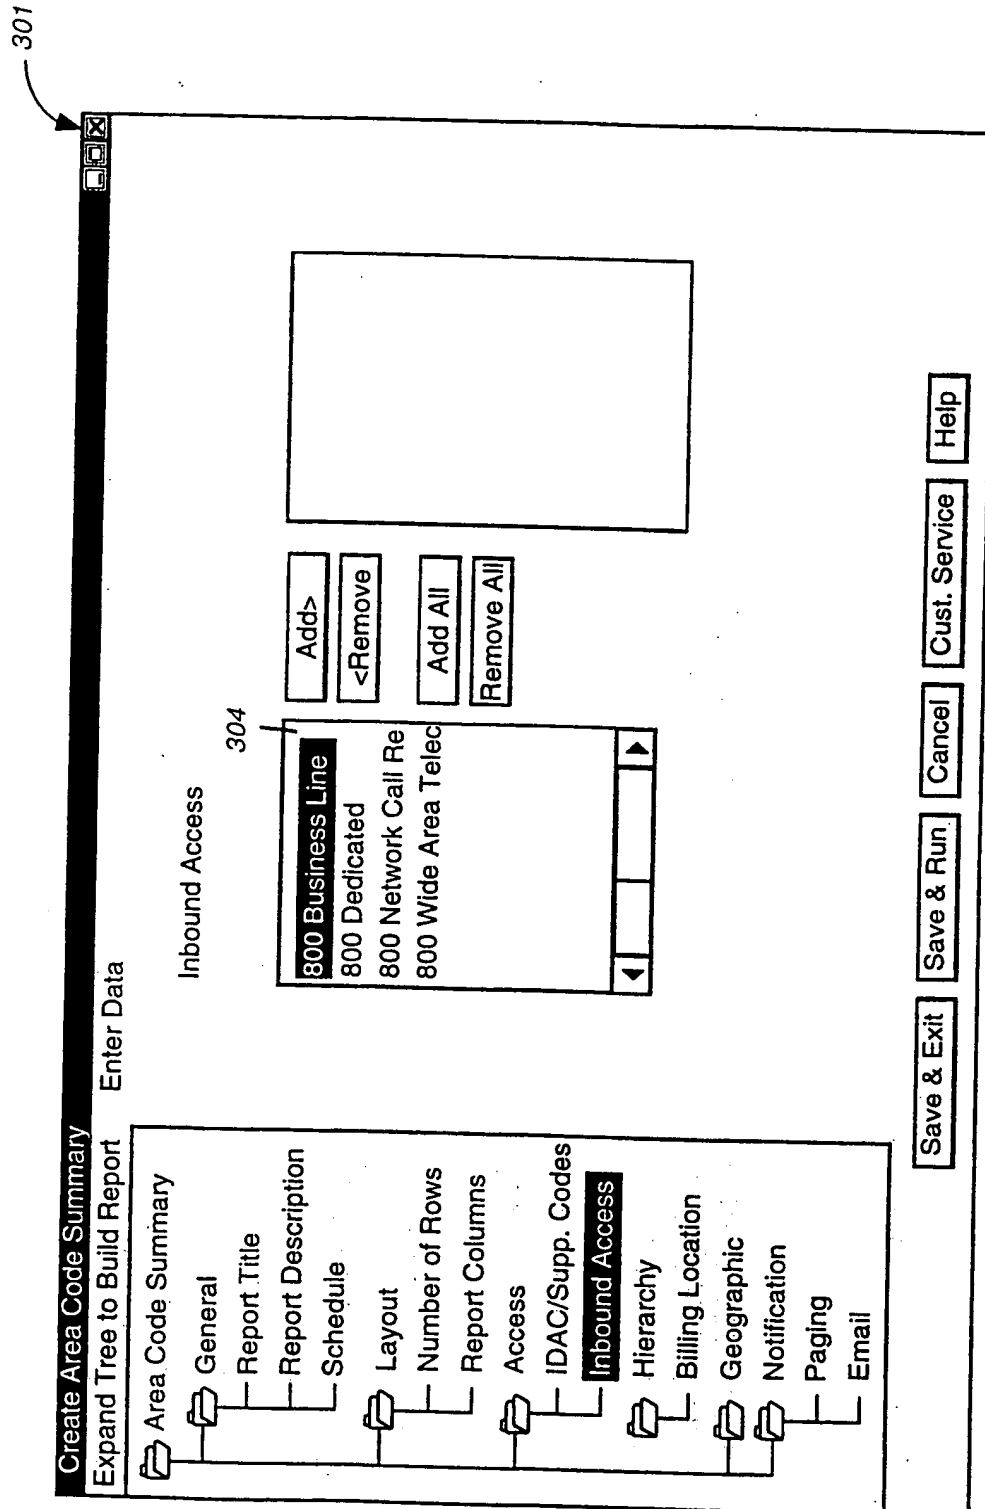 301
Create Area Code Summary
Expand Tree to Build Report
Enter Data
Area Code Summary
General
Report Title
Report Description
Schedule
Layout
Number of Rows
Report Columns
Access
IDAC/Supp. Codes
Inbound Access
Hierarchy
Billing Location
Geographic
Notification
Paging
Email
Inbound Access
304
800 Business Line
800 Dedicated
800 Network Call Re
800 Wide Area Telec
Add>
<Remove
Add All
Remove All
Save & Exit
Save & Run
Cancel
Cust. Service
Help